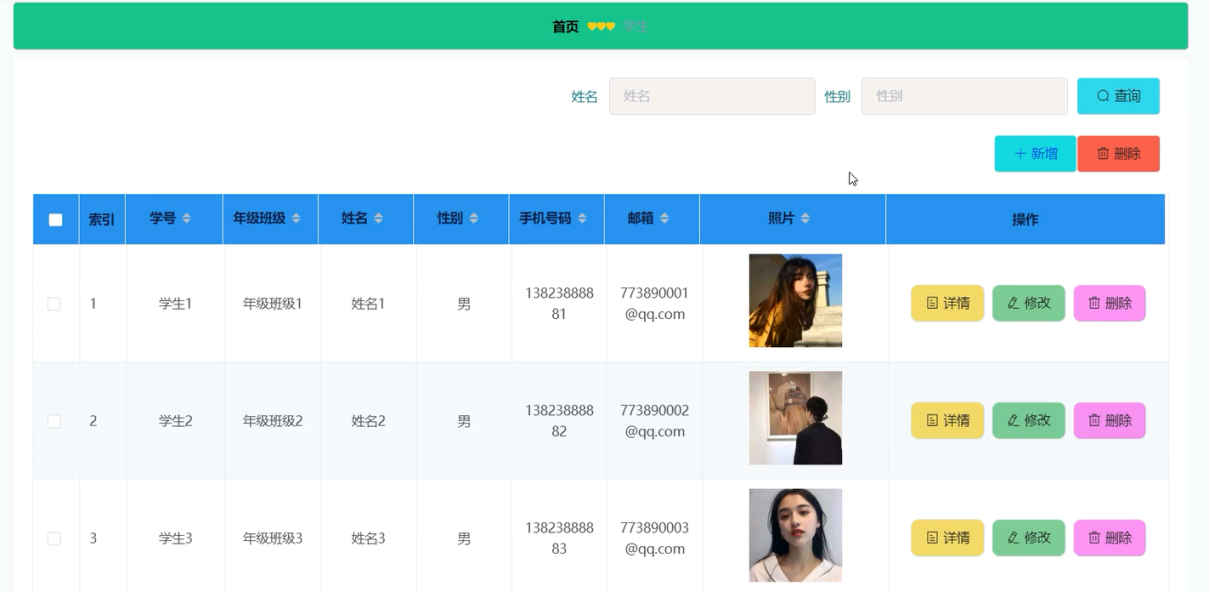 首页 学生
姓名 姓名 性别 性别 查询
新增 删除
索引 学号 年级班级 姓名 性别 手机号码 邮箱 照片 操作
1 学生1 年级班级1 姓名1 男 13823888881 773890001@qq.com 详情 修改 删除
2 学生2 年级班级2 姓名2 男 13823888882 773890002@qq.com 详情 修改 删除
3 学生3 年级班级3 姓名3 男 13823888883 773890003@qq.com 详情 修改 删除